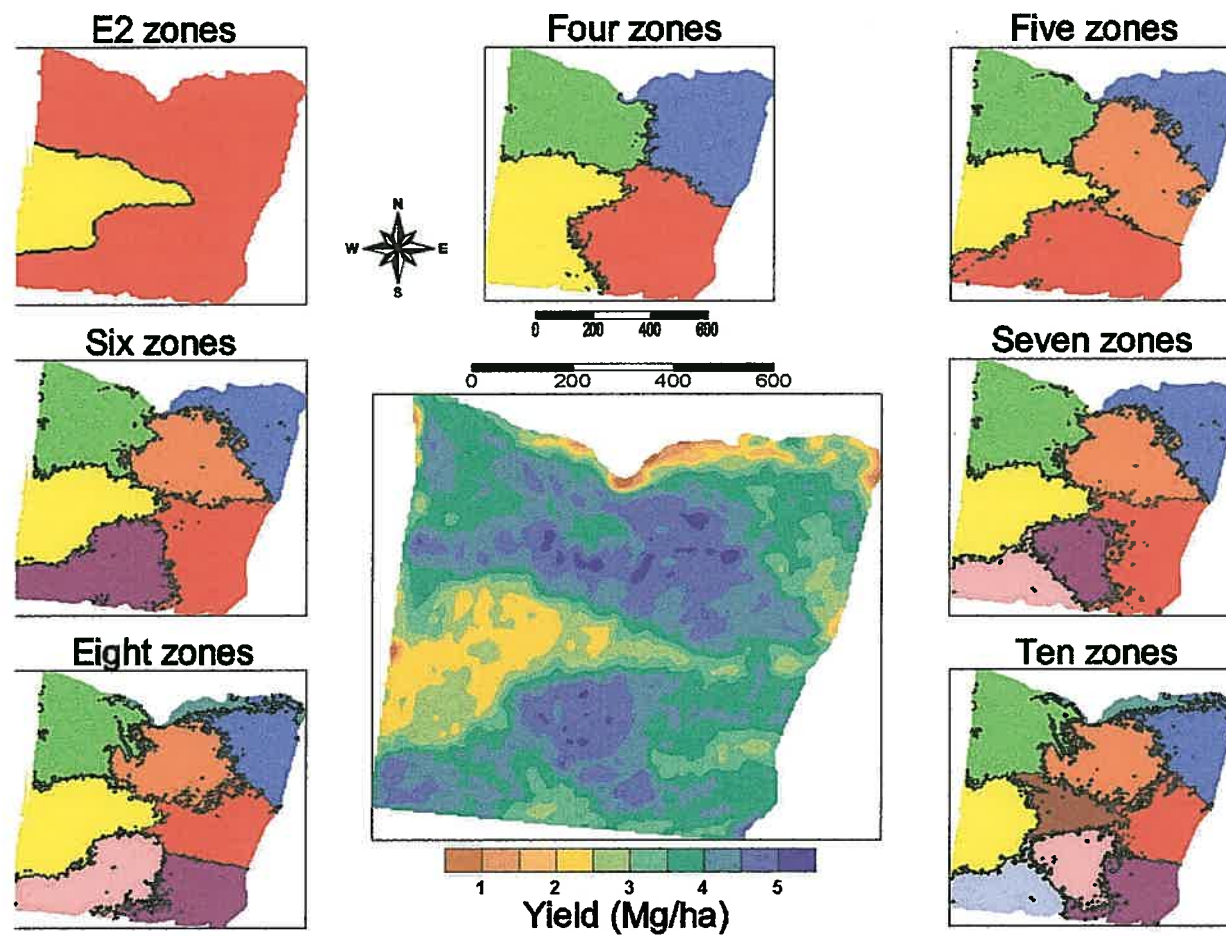 E2 zones
Four zones
Five zones
N
W E
S
0 200 400 600
Six zones
Seven zones
0 200 400 600
Eight zones
Ten zones
1 2 3 4 5
Yield (Mg/ha)